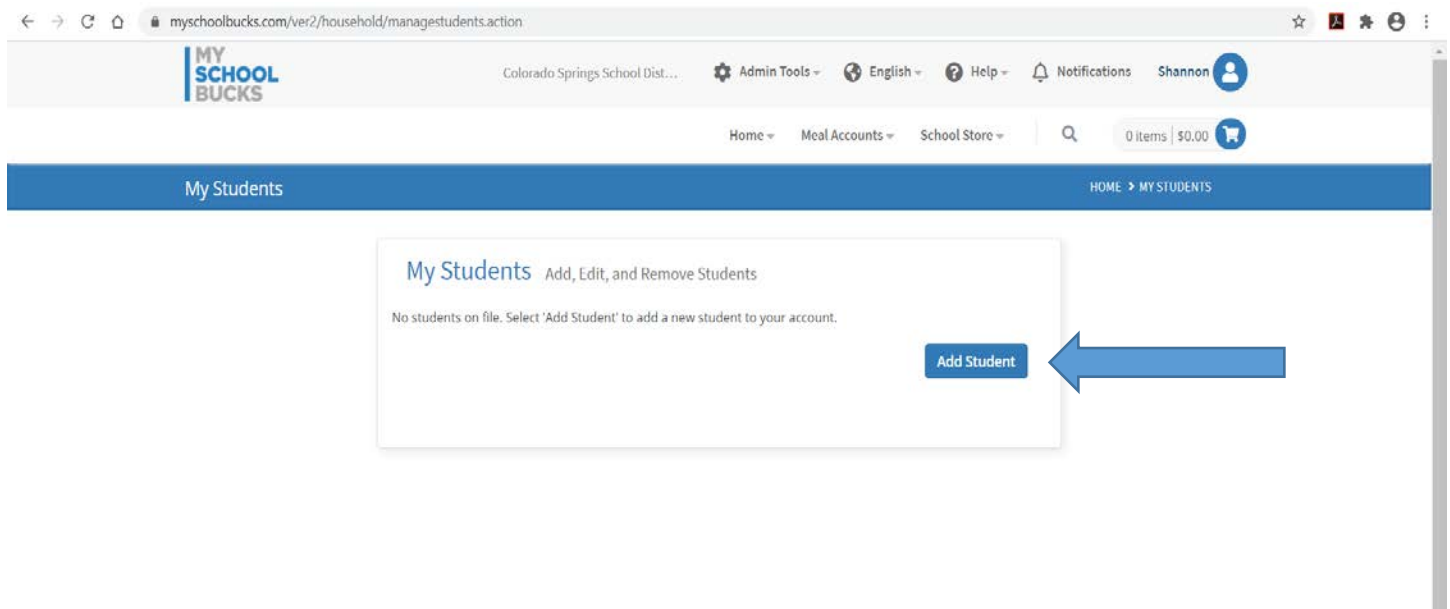 myschoolbucks.com/ver2/household/managestudents.action
MY
SCHOOL
BUCKS
Colorado Springs School Dist... Admin Tools English Help Notifications Shannon
Home Meal Accounts School Store 0 items | $0.00
My Students HOME > MY STUDENTS
My Students Add, Edit, and Remove Students
No students on file. Select 'Add Student' to add a new student to your account.
Add Student